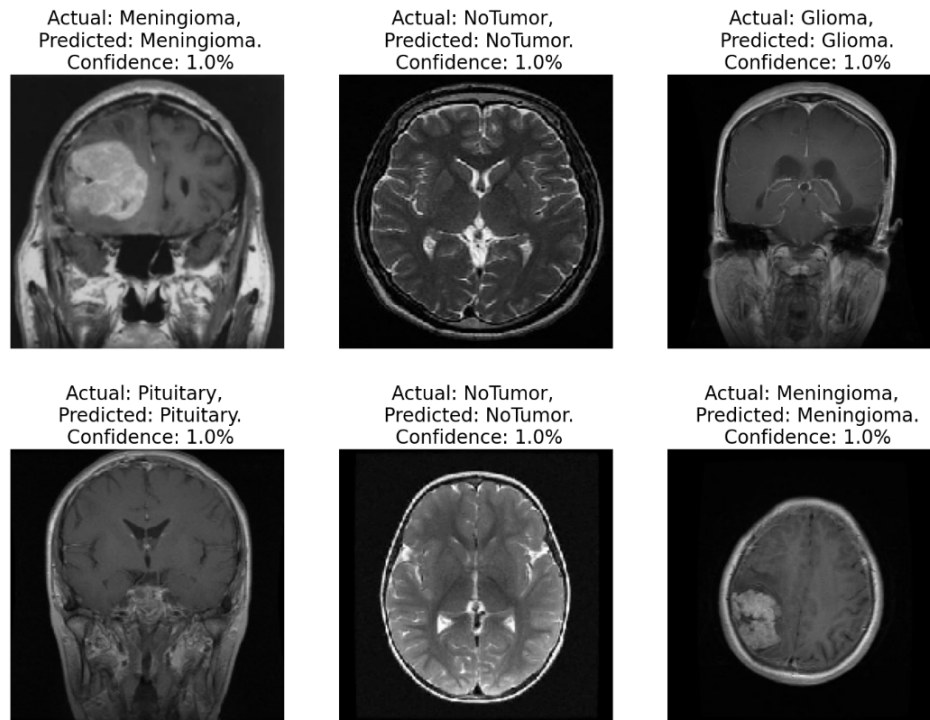 Actual: Meningioma,
Predicted: Meningioma.
Confidence: 1.0%
Actual: NoTumor,
Predicted: NoTumor.
Confidence: 1.0%
Actual: Glioma,
Predicted: Glioma.
Confidence: 1.0%
Actual: Pituitary,
Predicted: Pituitary.
Confidence: 1.0%
Actual: NoTumor,
Predicted: NoTumor.
Confidence: 1.0%
Actual: Meningioma,
Predicted: Meningioma.
Confidence: 1.0%